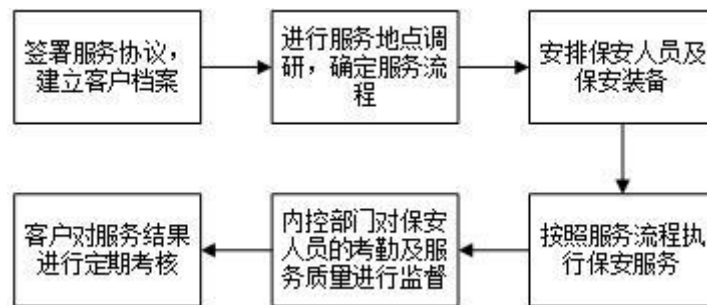 签署服务协议，
建立客户档案
进行服务地点调
研，确定服务流
程
安排保安人员及
保安装备
按照服务流程执
行保安服务
内控部门对保安
人员的考勤及服
务质量进行监督
客户对服务结果
进行定期考核